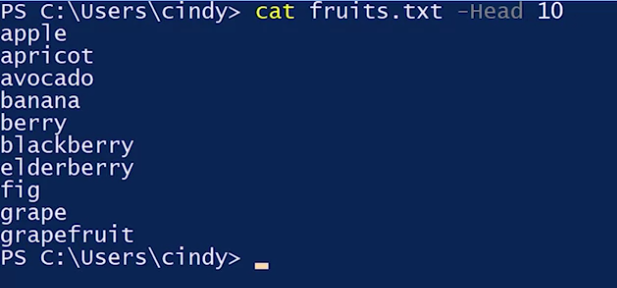 PS C:\Users\cindy> cat fruits.txt -Head 10
apple
apricot
avocado
banana
berry
blackberry
elderberry
fig
grape
grapefruit
PS C:\Users\cindy>